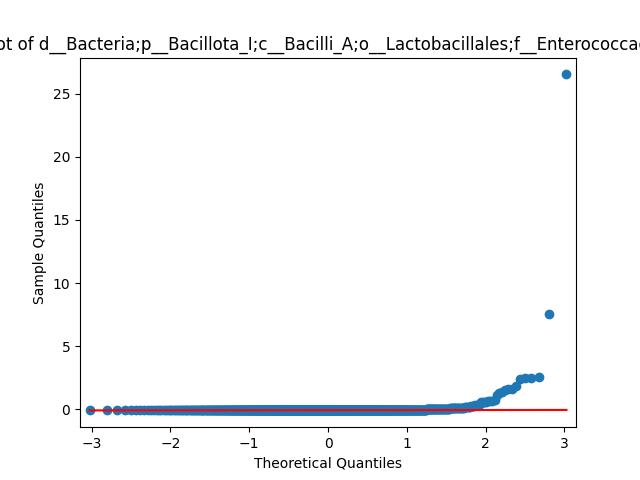 ot of d__Bacteria;p__Bacillota_I;c__Bacilli_A;o__Lactobacillales;f__Enterococca
25
20
15
10
5
0
Sample Quantiles
−3 −2 −1 0 1 2 3
Theoretical Quantiles